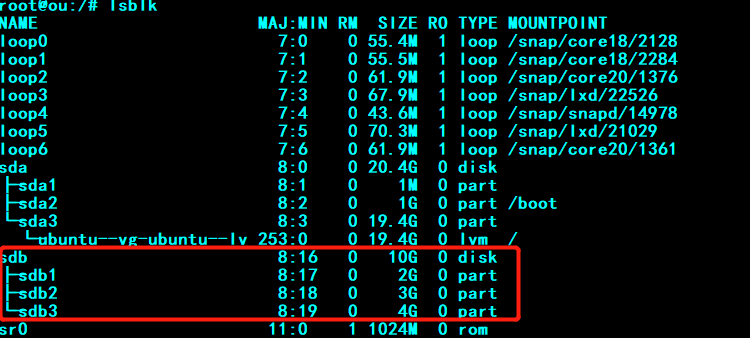 root@ou:/# lsblk
NAME                      MAJ:MIN RM  SIZE RO TYPE MOUNTPOINT
loop0                       7:0    0 55.4M  1 loop /snap/core18/2128
loop1                       7:1    0 55.5M  1 loop /snap/core18/2284
loop2                       7:2    0 61.9M  1 loop /snap/core20/1376
loop3                       7:3    0 67.9M  1 loop /snap/lxd/22526
loop4                       7:4    0 43.6M  1 loop /snap/snapd/14978
loop5                       7:5    0 70.3M  1 loop /snap/lxd/21029
loop6                       7:6    0 61.9M  1 loop /snap/core20/1361
sda                         8:0    0 20.4G  0 disk
├─sda1                      8:1    0    1M  0 part
├─sda2                      8:2    0    1G  0 part /boot
└─sda3                      8:3    0 19.4G  0 part
  └─ubuntu--vg-ubuntu--lv 253:0    0 19.4G  0 lvm  /
sdb                         8:16   0   10G  0 disk
├─sdb1                      8:17   0    2G  0 part
├─sdb2                      8:18   0    3G  0 part
└─sdb3                      8:19   0    4G  0 part
sr0                        11:0    1 1024M  0 rom